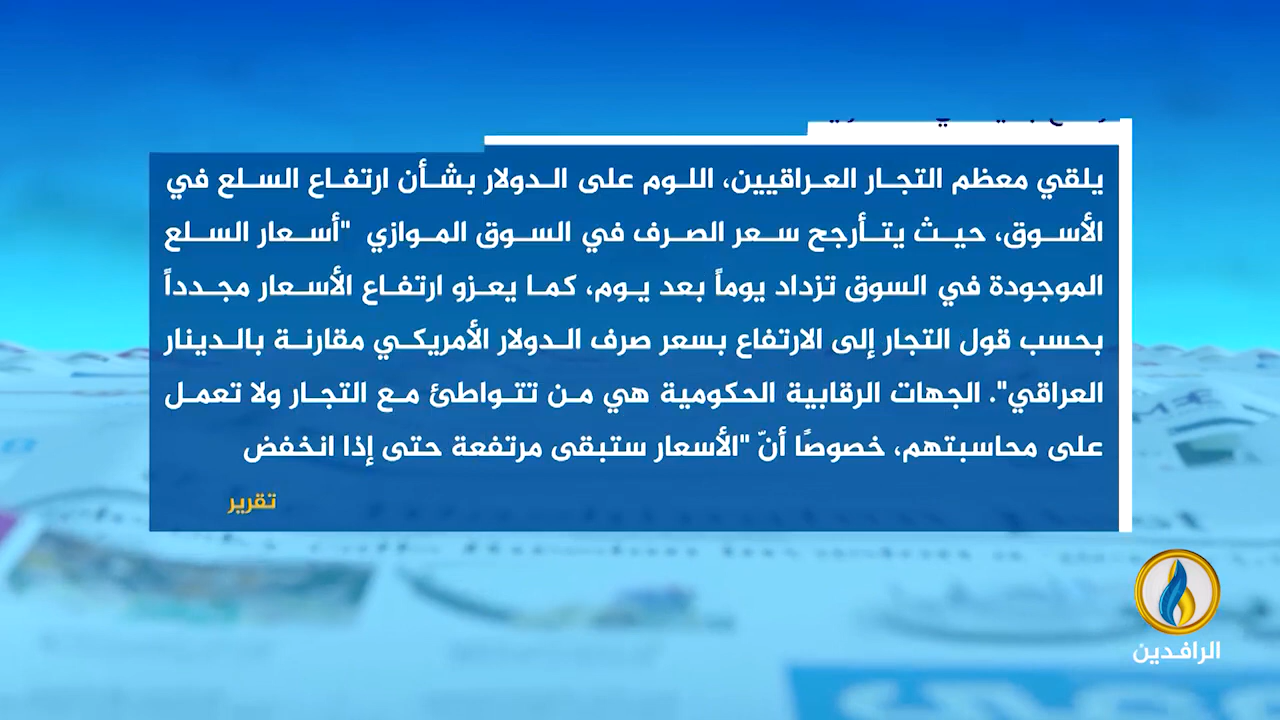 يلقي معظم التجار العراقيين، اللوم على الدولار بشأن ارتفاع السلع في
الأسوق، حيث يتأرجح سعر الصرف في السوق الموازي "أسعار السلع
الموجودة في السوق تزداد يوماً بعد يوم، كما يعزو ارتفاع الأسعار مجدداً
بحسب قول التجار إلى الارتفاع بسعر صرف الدولار الأمريكي مقارنة بالدينار
العراقي". الجهات الرقابية الحكومية هي من تتواطئ مع التجار ولا تعمل
على محاسبتهم، خصوصًا أنّ "الأسعار ستبقى مرتفعة حتى إذا انخفض
تقرير
الرافدين